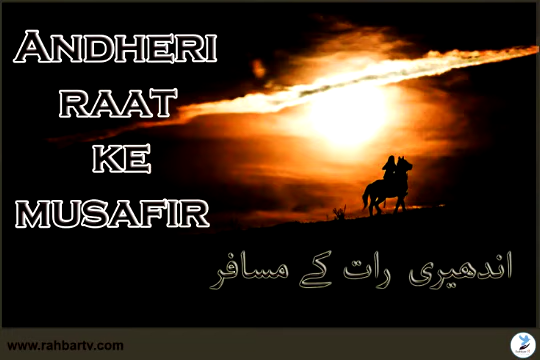 ANDHERI
RAAT
KE
MUSAFIR
اندھیری رات کے مسافر
www.rahbartv.com